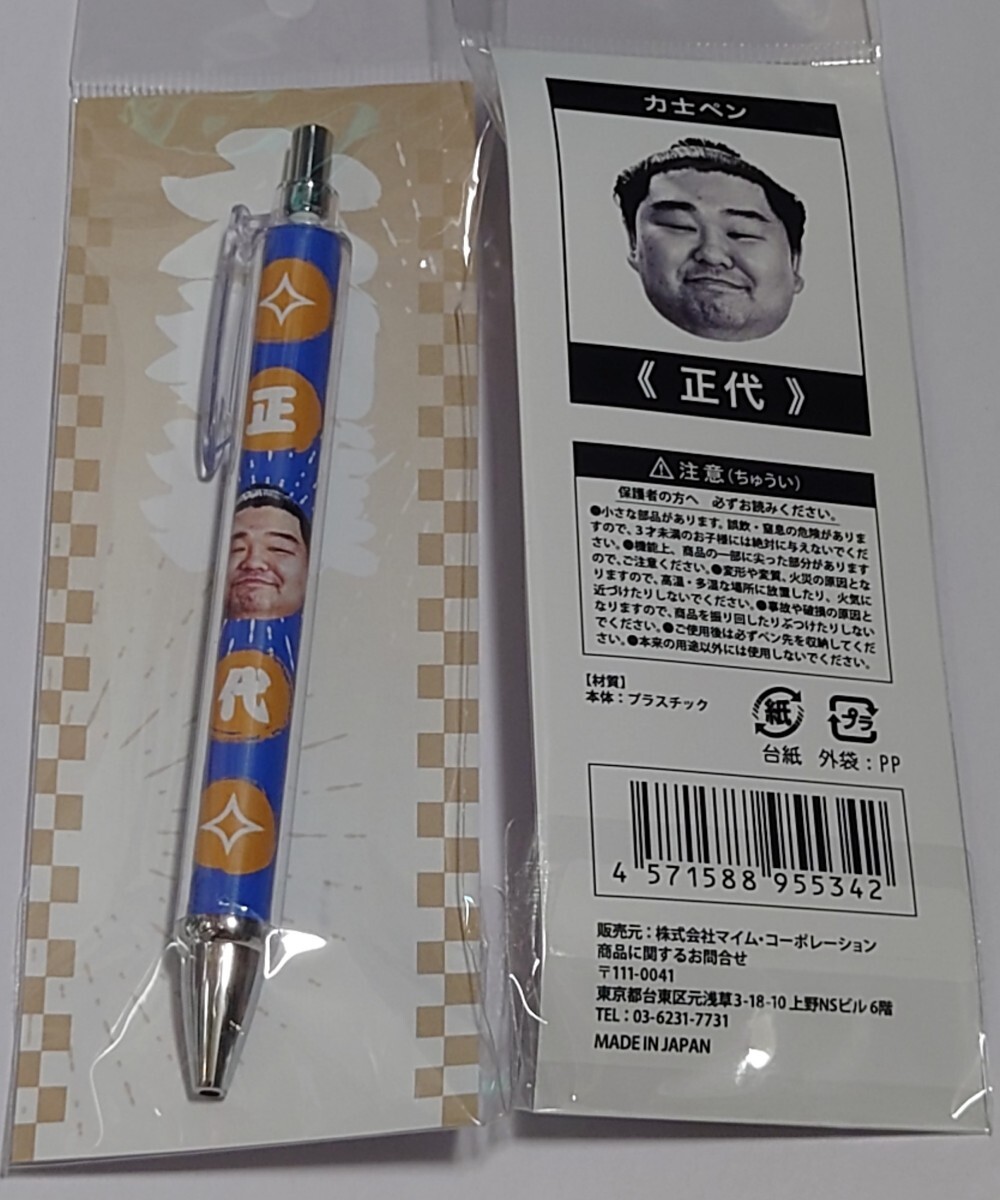 正
代
力士ペン
《 正代 》
⚠注意(ちゅうい)
保護者の方へ 必ずお読みください。
●小さな部品があります。誤飲・窒息の危険がありま
すので、3才未満のお子様には絶対に与えないでくだ
さい。●機能上、商品の一部に尖った部分があります
ので、ご注意ください。●変形や変質、火災の原因とな
りますので、高温・多湿な場所に放置したり、火気に
近づけたりしないでください。●事故や破損の原因と
なりますので、商品を振り回したりぶつけたりしない
でください。●ご使用後は必ずペン先を収納してくだ
さい。●本来の用途以外には使用しないでください。
【材質】
本体：プラスチック
紙 プラ
台紙 外袋：PP
4 571588 955342
販売元：株式会社マイム・コーポレーション
商品に関するお問合せ
〒111-0041
東京都台東区元浅草3-18-10 上野NSビル 6階
TEL：03-6231-7731
MADE IN JAPAN